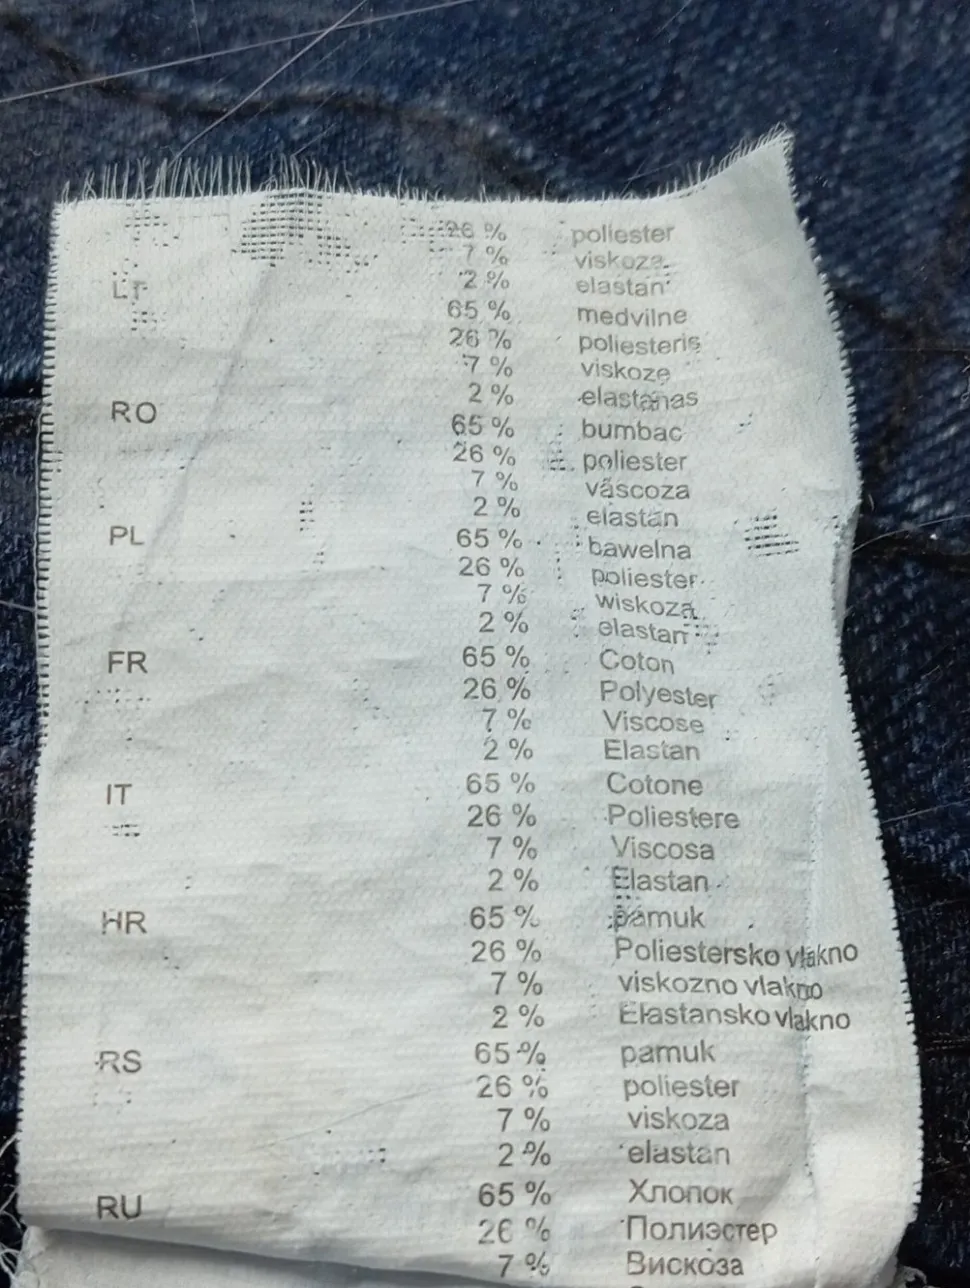 26 % poliester
7 % viskoza
LT 2 % elastan
65 % medvilne
26 % poliesteris
7 % viskoze
2 % elastanas
RO 65 % bumbac
26 % poliester
7 % vâscoza
2 % elastan
PL 65 % bawelna
26 % poliester
7 % wiskoza
2 % elastan
FR 65 % Coton
26 % Polyester
7 % Viscose
2 % Elastan
IT 65 % Cotone
26 % Poliestere
7 % Viscosa
2 % Elastan
HR 65 % pamuk
26 % Poliestersko vlakno
7 % viskozno vlakno
2 % Elastansko vlakno
RS 65 % pamuk
26 % poliester
7 % viskoza
2 % elastan
RU 65 % Хлопок
26 % Полиэстер
7 % Вискоза